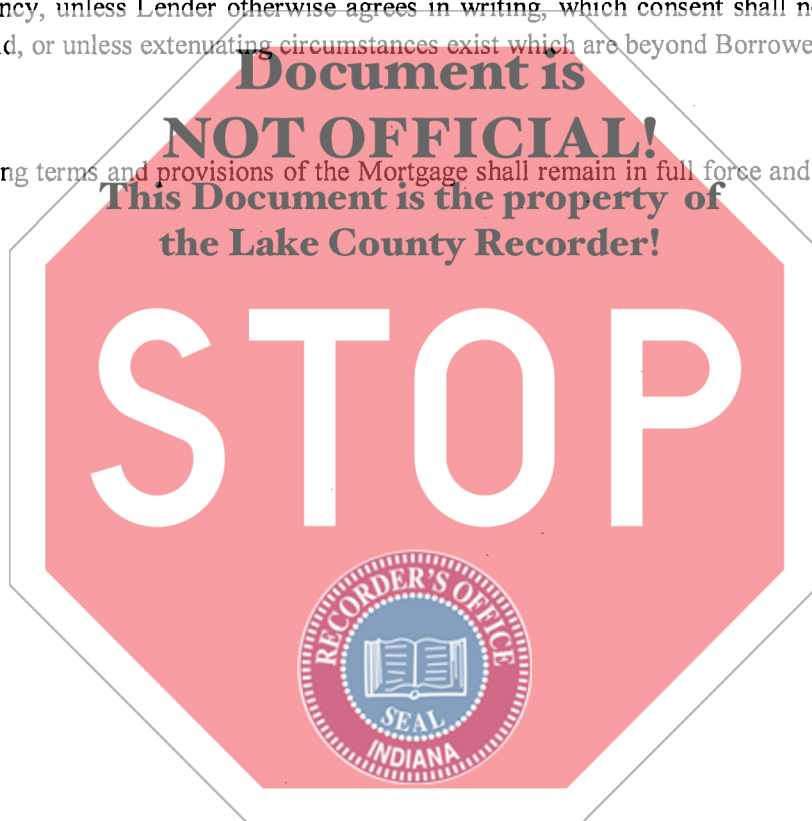 ncy, unless Lender otherwise agrees in writing, which consent shall n
d, or unless extenuating circumstances exist which are beyond Borrowe
Document is
NOT OFFICIAL!
ng terms and provisions of the Mortgage shall remain in full force and
This Document is the property of
the Lake County Recorder!
STOP
RECORDER'S OFFICE
SEAL
INDIANA